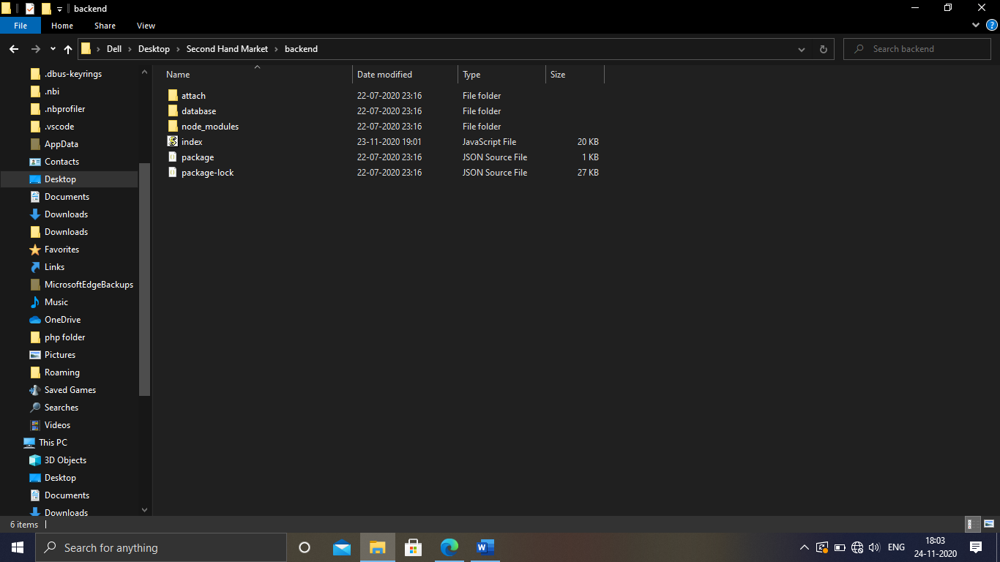 backend
File Home Share View
Dell Desktop Second Hand Market backend
Search backend
Name Date modified Type Size
attach 22-07-2020 23:16 File folder
database 22-07-2020 23:16 File folder
node_modules 22-07-2020 23:16 File folder
index 23-11-2020 19:01 JavaScript File 20 KB
package 22-07-2020 23:16 JSON Source File 1 KB
package-lock 22-07-2020 23:16 JSON Source File 27 KB
.dbus-keyrings
.nbi
.nbprofiler
.vscode
AppData
Contacts
Desktop
Documents
Downloads
Downloads
Favorites
Links
MicrosoftEdgeBackups
Music
OneDrive
php folder
Pictures
Roaming
Saved Games
Searches
Videos
This PC
3D Objects
Desktop
Documents
Downloads
6 items
Search for anything
ENG
18:03
24-11-2020